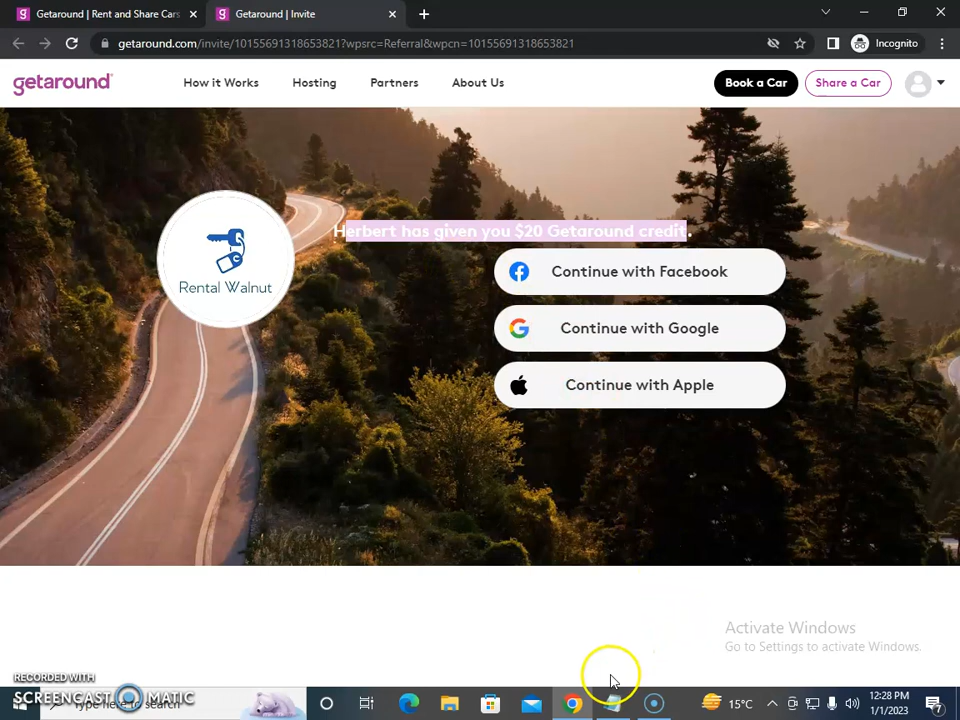 Getaround | Rent and Share Cars
Getaround | Invite
getaround.com/invite/10155691318653821?wpsrc=Referral&wpcn=10155691318653821
Incognito
getaround
How it Works
Hosting
Partners
About Us
Book a Car
Share a Car
Herbert has given you $20 Getaround credit.
Rental Walnut
Continue with Facebook
Continue with Google
Continue with Apple
Activate Windows
Go to Settings to activate Windows.
RECORDED WITH
SCREENCAST MATIC
Type here to search
15°C
12:28 PM
1/1/2023
7